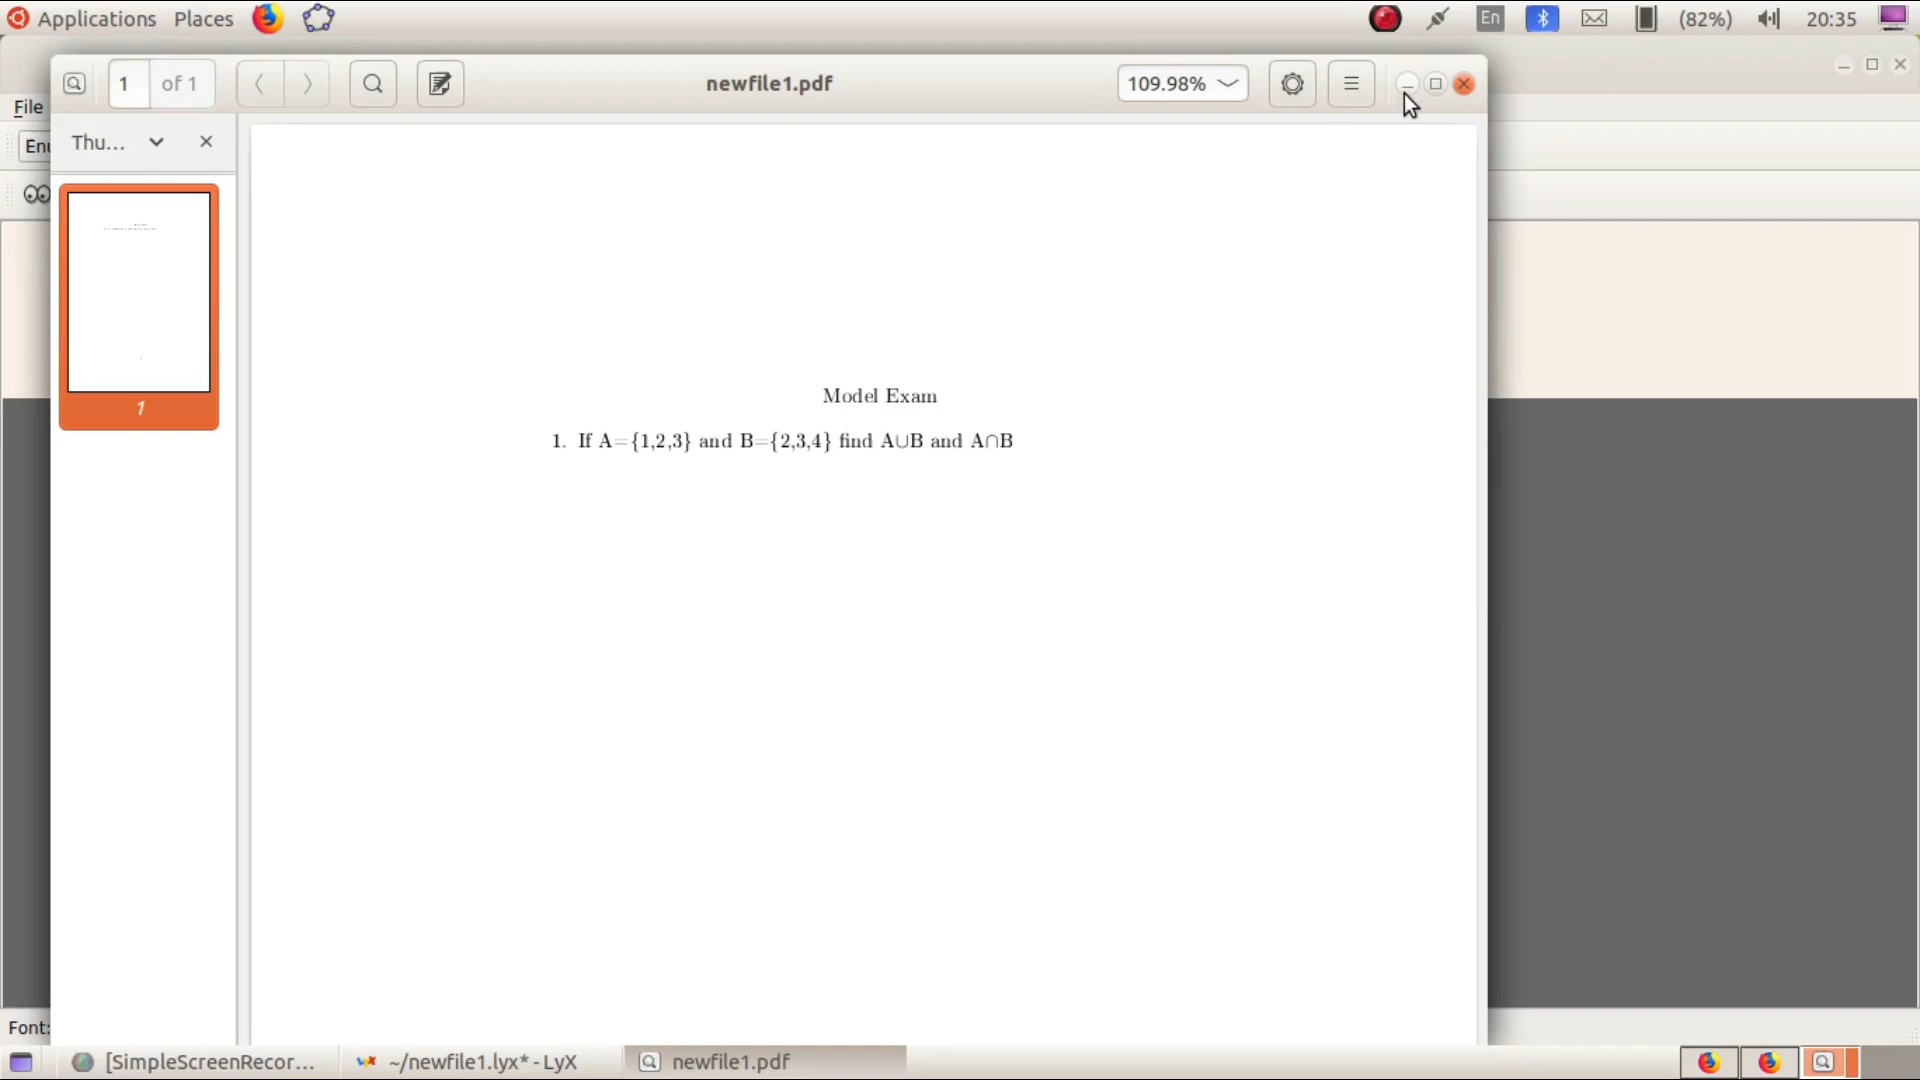 Applications Places
En
(82%)
20:35
1 of 1
newfile1.pdf
109.98%
File
Enu
Thu...
1
Model Exam
1. If A={1,2,3} and B={2,3,4} find A∪B and A∩B
Font:
[SimpleScreenRecor...
~/newfile1.lyx* - LyX
newfile1.pdf